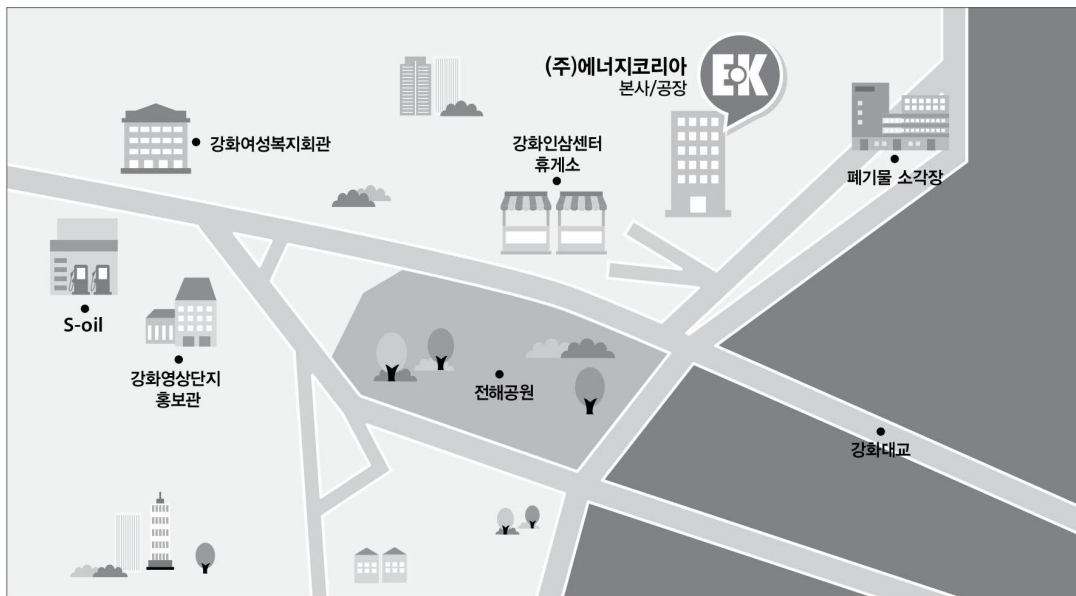 (주)에너지코리아
본사/공장
E·K
강화여성복지회관
강화인삼센터
휴게소
폐기물 소각장
S-oil
강화영상단지
홍보관
전해공원
강화대교